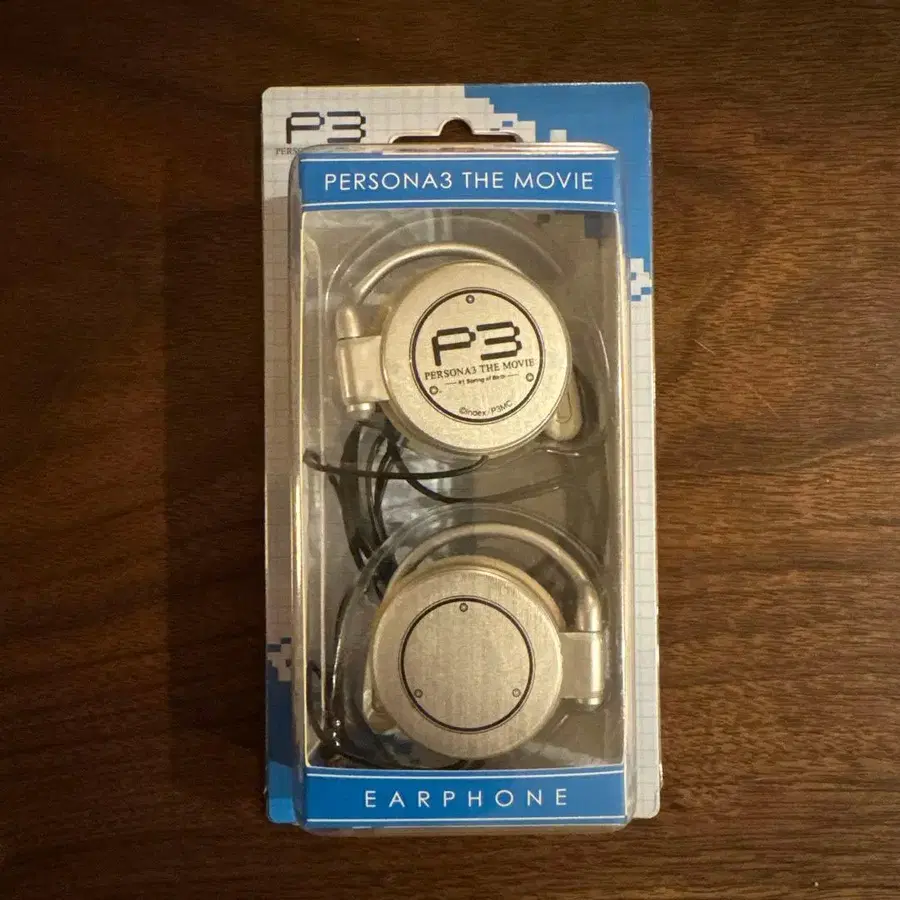 P3
PERSONA3 THE MOVIE
P3
PERSONA3 THE MOVIE
#1 Spring of Birth
©index/P3MC
EARPHONE